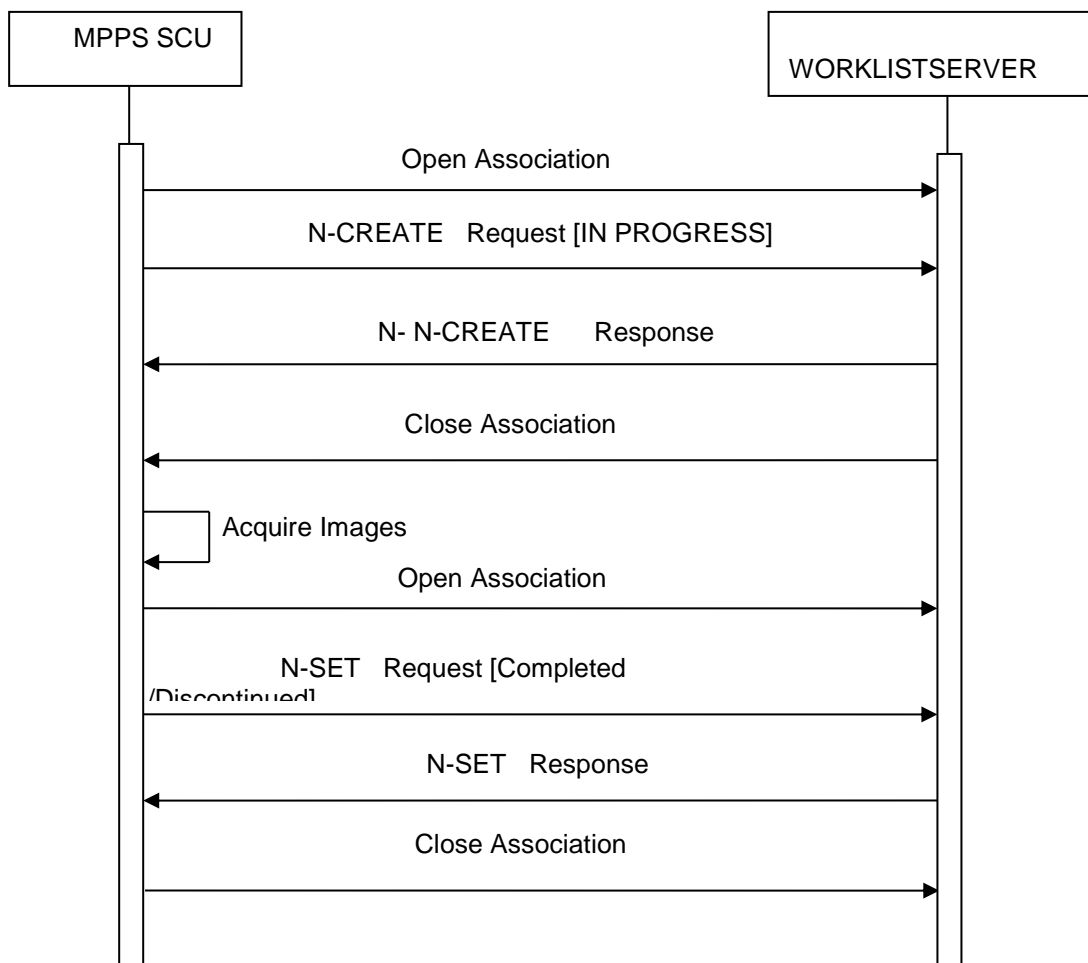 MPPS SCU
WORKLISTSERVER
Open Association
N-CREATE Request [IN PROGRESS]
N- N-CREATE Response
Close Association
Acquire Images
Open Association
N-SET Request [Completed
/Discontinued]
N-SET Response
Close Association